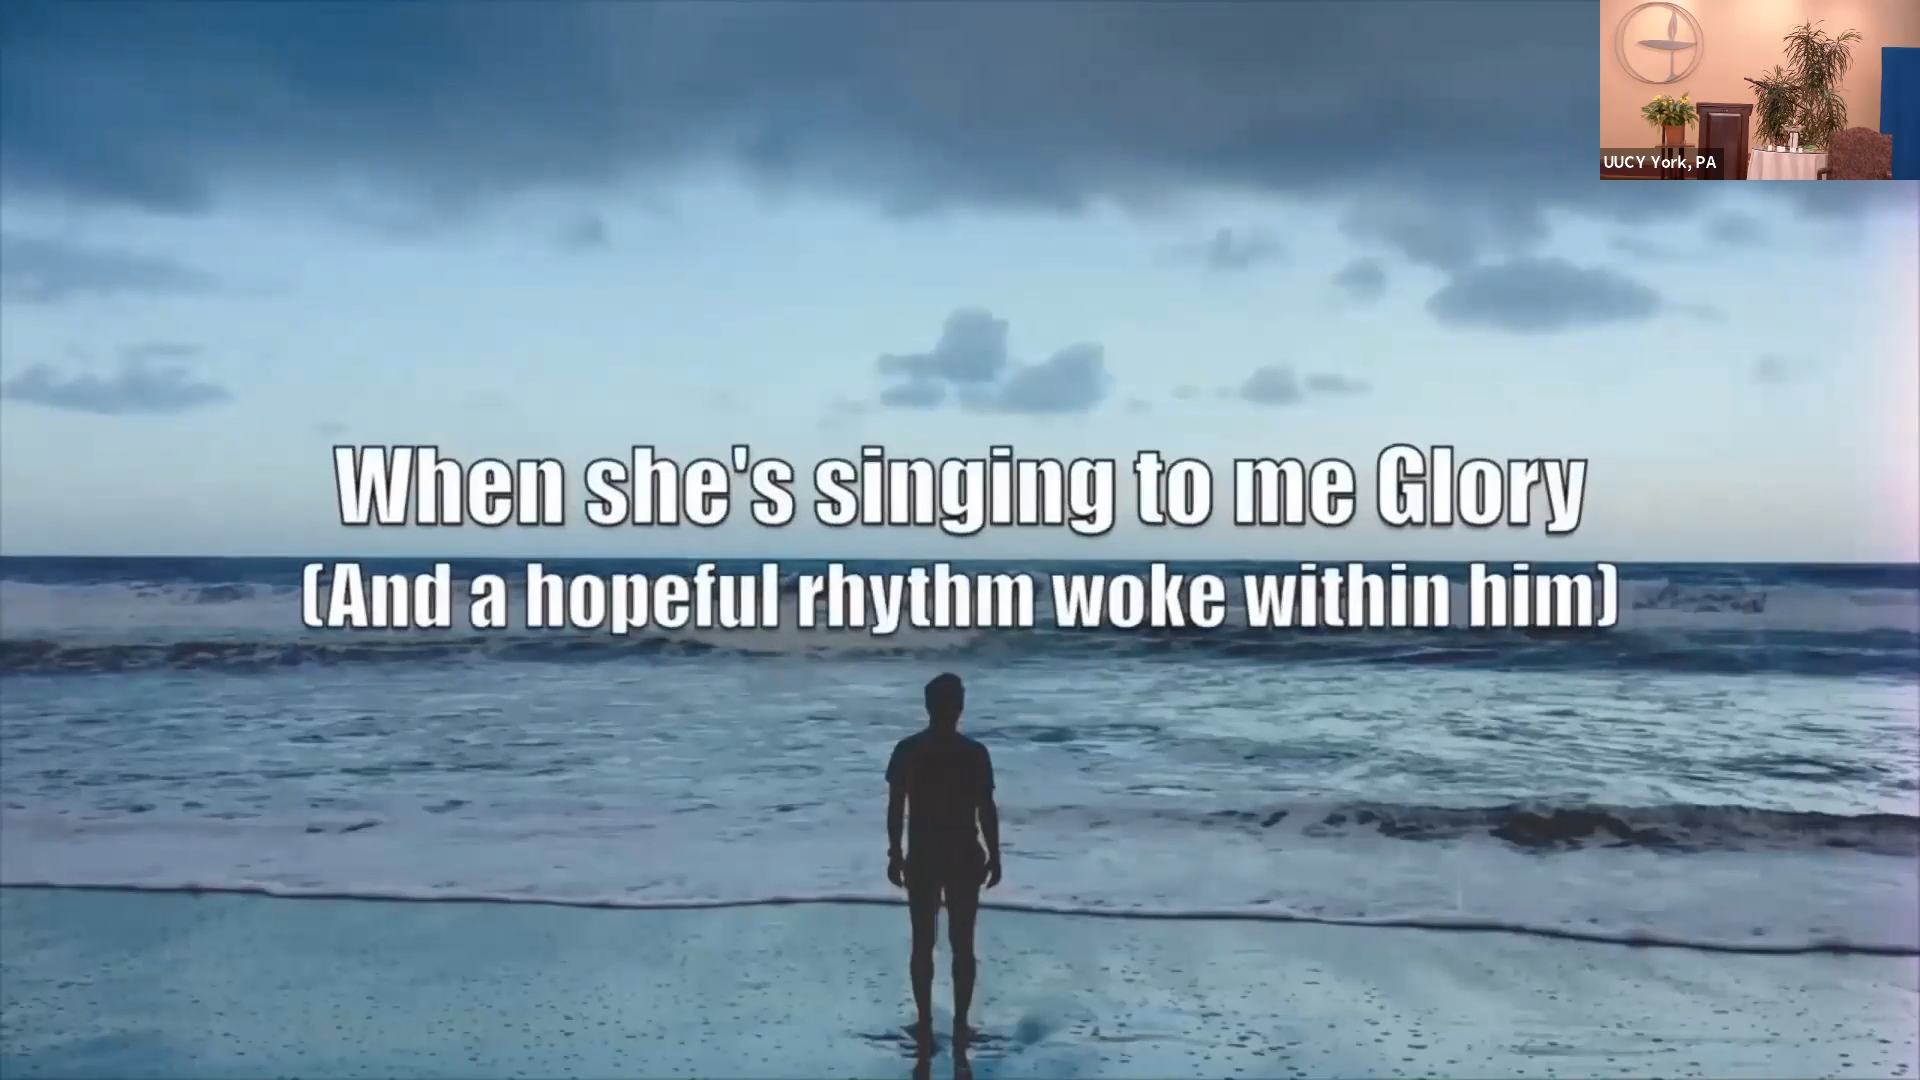 When she's singing to me Glory
(And a hopeful rhythm woke within him)
UUCY York, PA